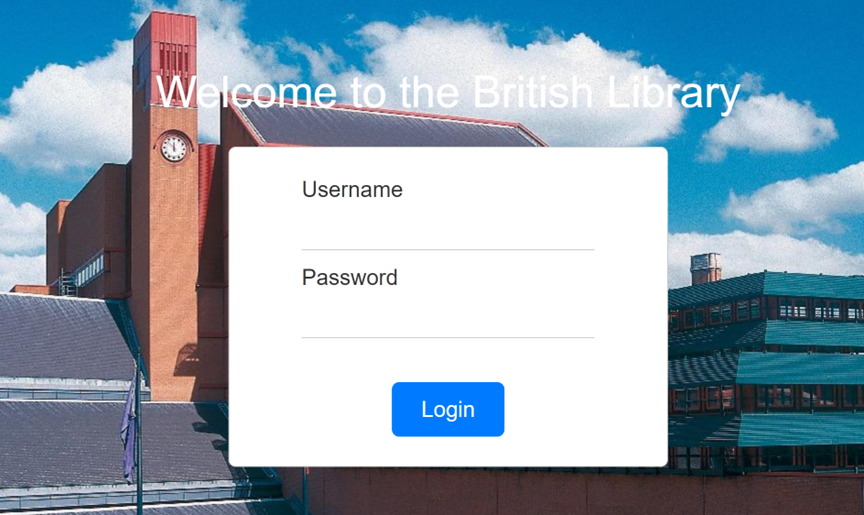 Welcome to the British Library
Username
Password
Login